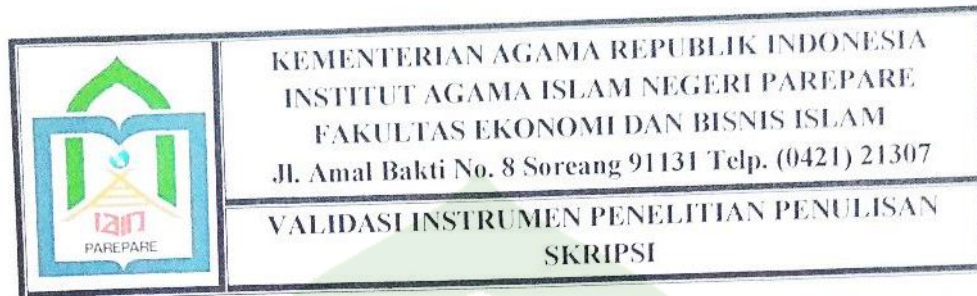 KEMENTERIAN AGAMA REPUBLIK INDONESIA
INSTITUT AGAMA ISLAM NEGERI PAREPARE
FAKULTAS EKONOMI DAN BISNIS ISLAM
Jl. Amal Bakti No. 8 Soreang 91131 Telp. (0421) 21307
VALIDASI INSTRUMEN PENELITIAN PENULISAN
SKRIPSI
IAIN
PAREPARE